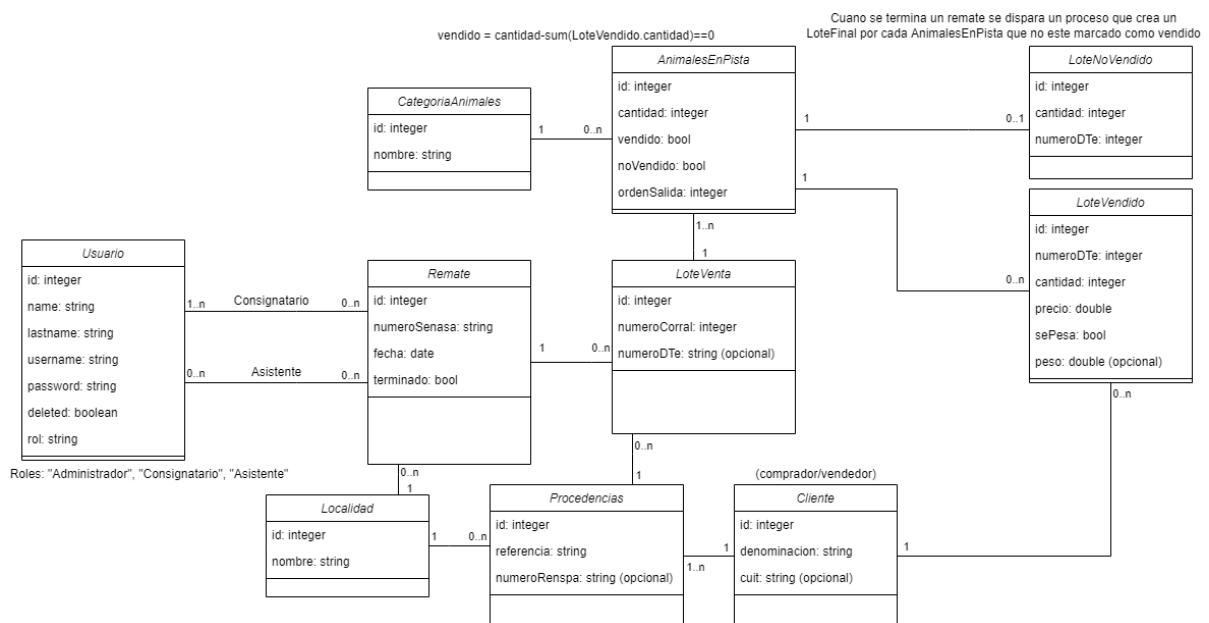 Cuano se termina un remate se dispara un proceso que crea un
LoteFinal por cada AnimalesEnPista que no este marcado como vendido
vendido = cantidad-sum(LoteVendido.cantidad)==0
AnimalesEnPista
id: integer
cantidad: integer
vendido: bool
noVendido: bool
ordenSalida: integer
LoteNoVendido
id: integer
cantidad: integer
numeroDTe: integer
CategoriaAnimales
id: integer
nombre: string
1
0..n
1
0..1
1
0..n
1..n
1
LoteVendido
id: integer
numeroDTe: integer
cantidad: integer
precio: double
sePesa: bool
peso: double (opcional)
0..n
Usuario
id: integer
name: string
lastname: string
username: string
password: string
deleted: boolean
rol: string
Roles: "Administrador", "Consignatario", "Asistente"
1..n
Consignatario
0..n
0..n
Asistente
0..n
Remate
id: integer
numeroSenasa: string
fecha: date
terminado: bool
1
0..n
LoteVenta
id: integer
numeroCorral: integer
numeroDTe: string (opcional)
0..n
1
0..n
1
Localidad
id: integer
nombre: string
1
0..n
Procedencias
id: integer
referencia: string
numeroRenspa: string (opcional)
1..n
1
(comprador/vendedor)
Cliente
id: integer
denominacion: string
cuit: string (opcional)
1